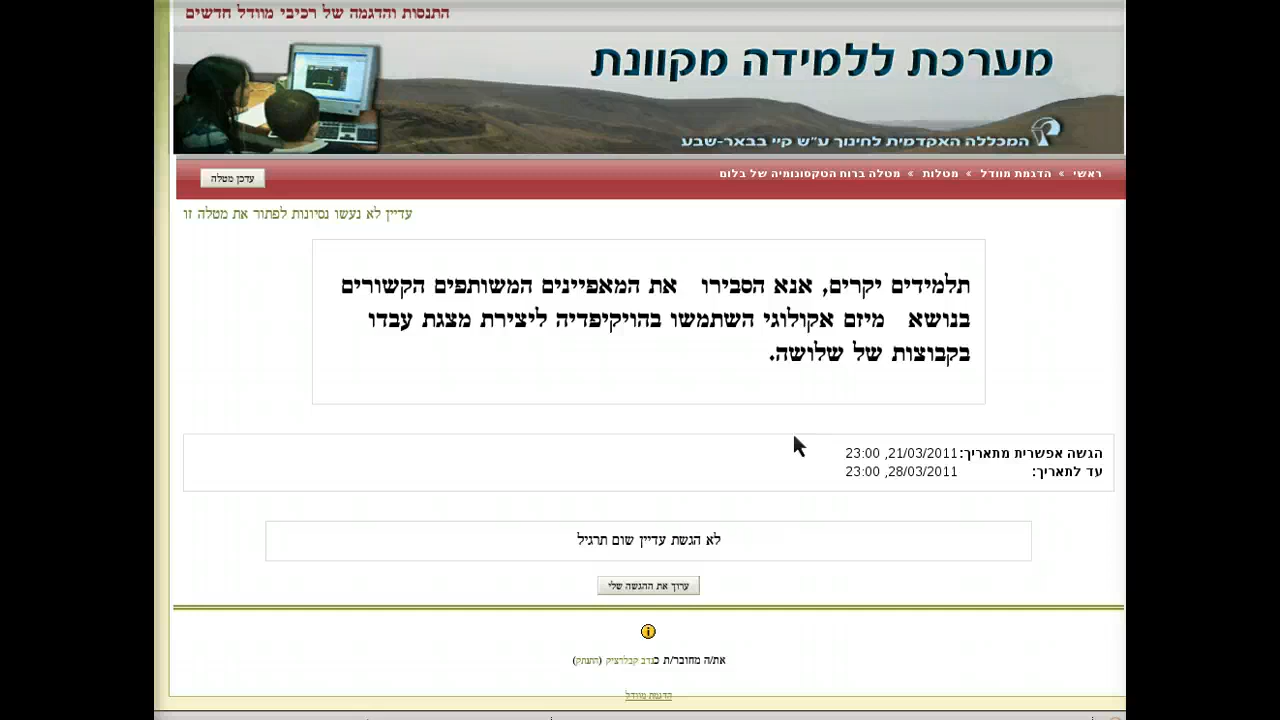 התנסות והדגמה של רכיבי מוודל חדשים
מערכת ללמידה מקוונת
המכללה האקדמית לחינוך ע"ש קיי בבאר-שבע
ראשי » הדגמת מוודל » מטלות » מטלה ברוח הטקסונומיה של בלום
עדכן מטלה
עדיין לא נעשו נסיונות לפתור את מטלה זו
תלמידים יקרים, אנא הסבירו את המאפיינים המשותפים הקשורים
בנושא מיזם אקולוגי השתמשו בהויקיפדיה ליצירת מצגת עבדו
בקבוצות של שלושה.
הגשה אפשרית מתאריך: 21/03/2011, 23:00
עד לתאריך: 28/03/2011, 23:00
לא הגשת עדיין שום תרגיל
ערוך את ההגשה שלי
את/ה מחובר/ת כנדב קבלרציק (התנתק)
הדגמת מוודל